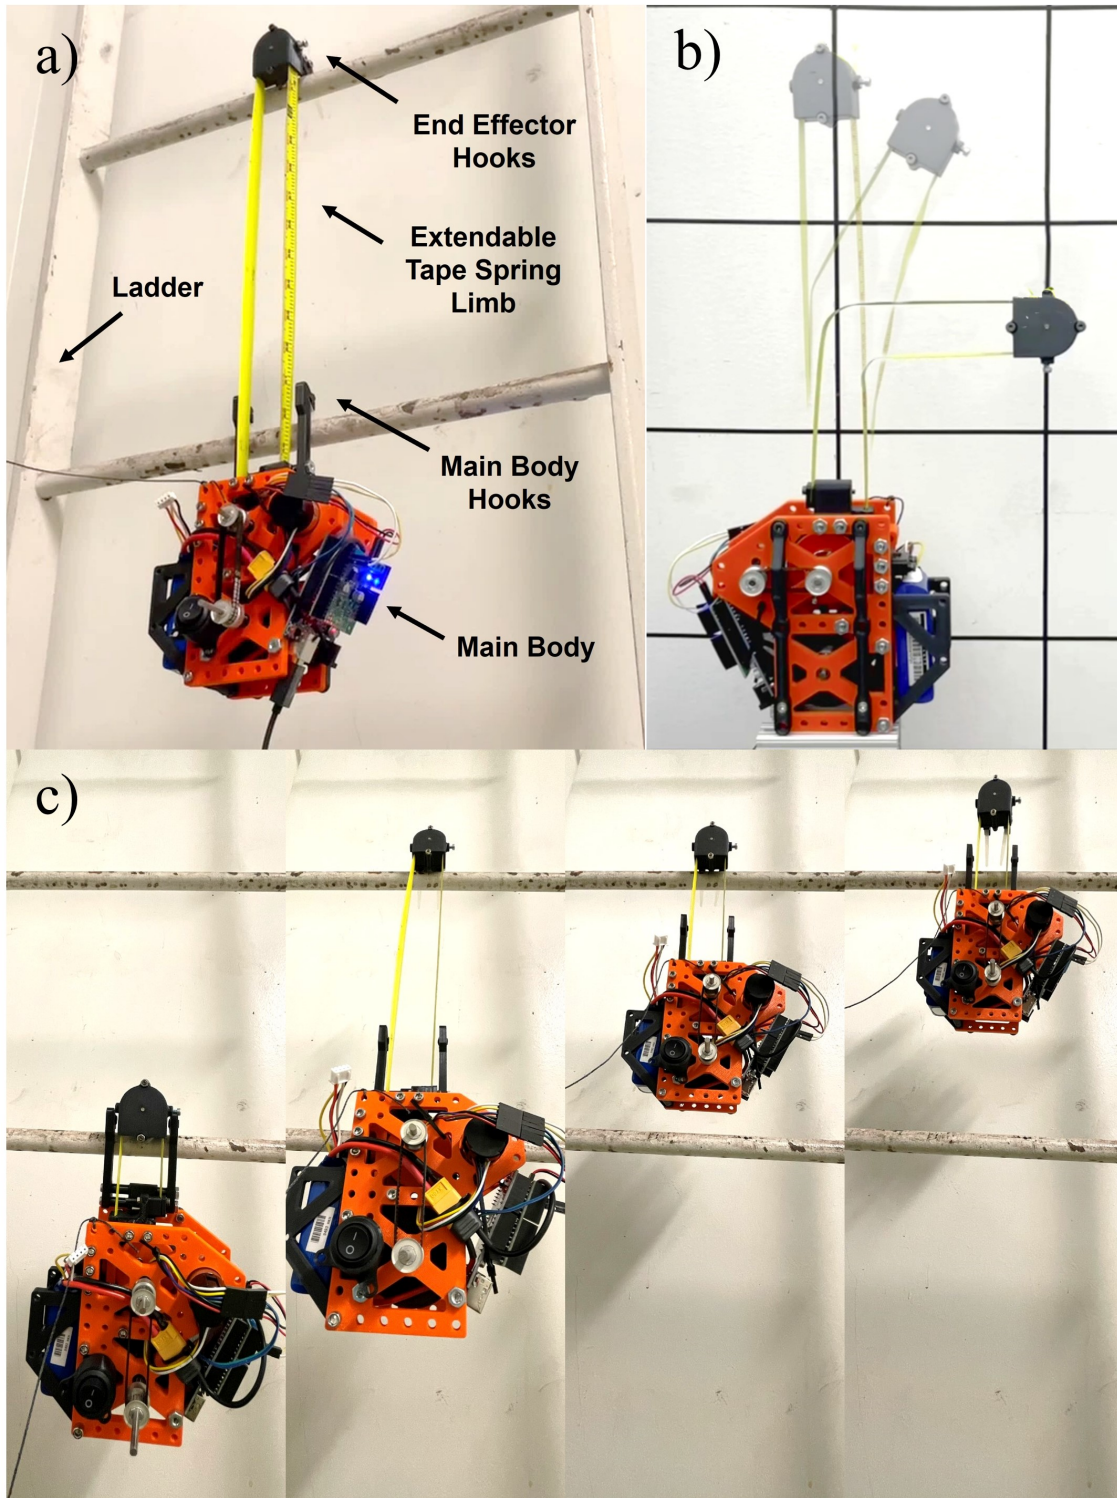 a)
End Effector
Hooks
Extendable
Tape Spring
Limb
Ladder
Main Body
Hooks
Main Body
b)
c)